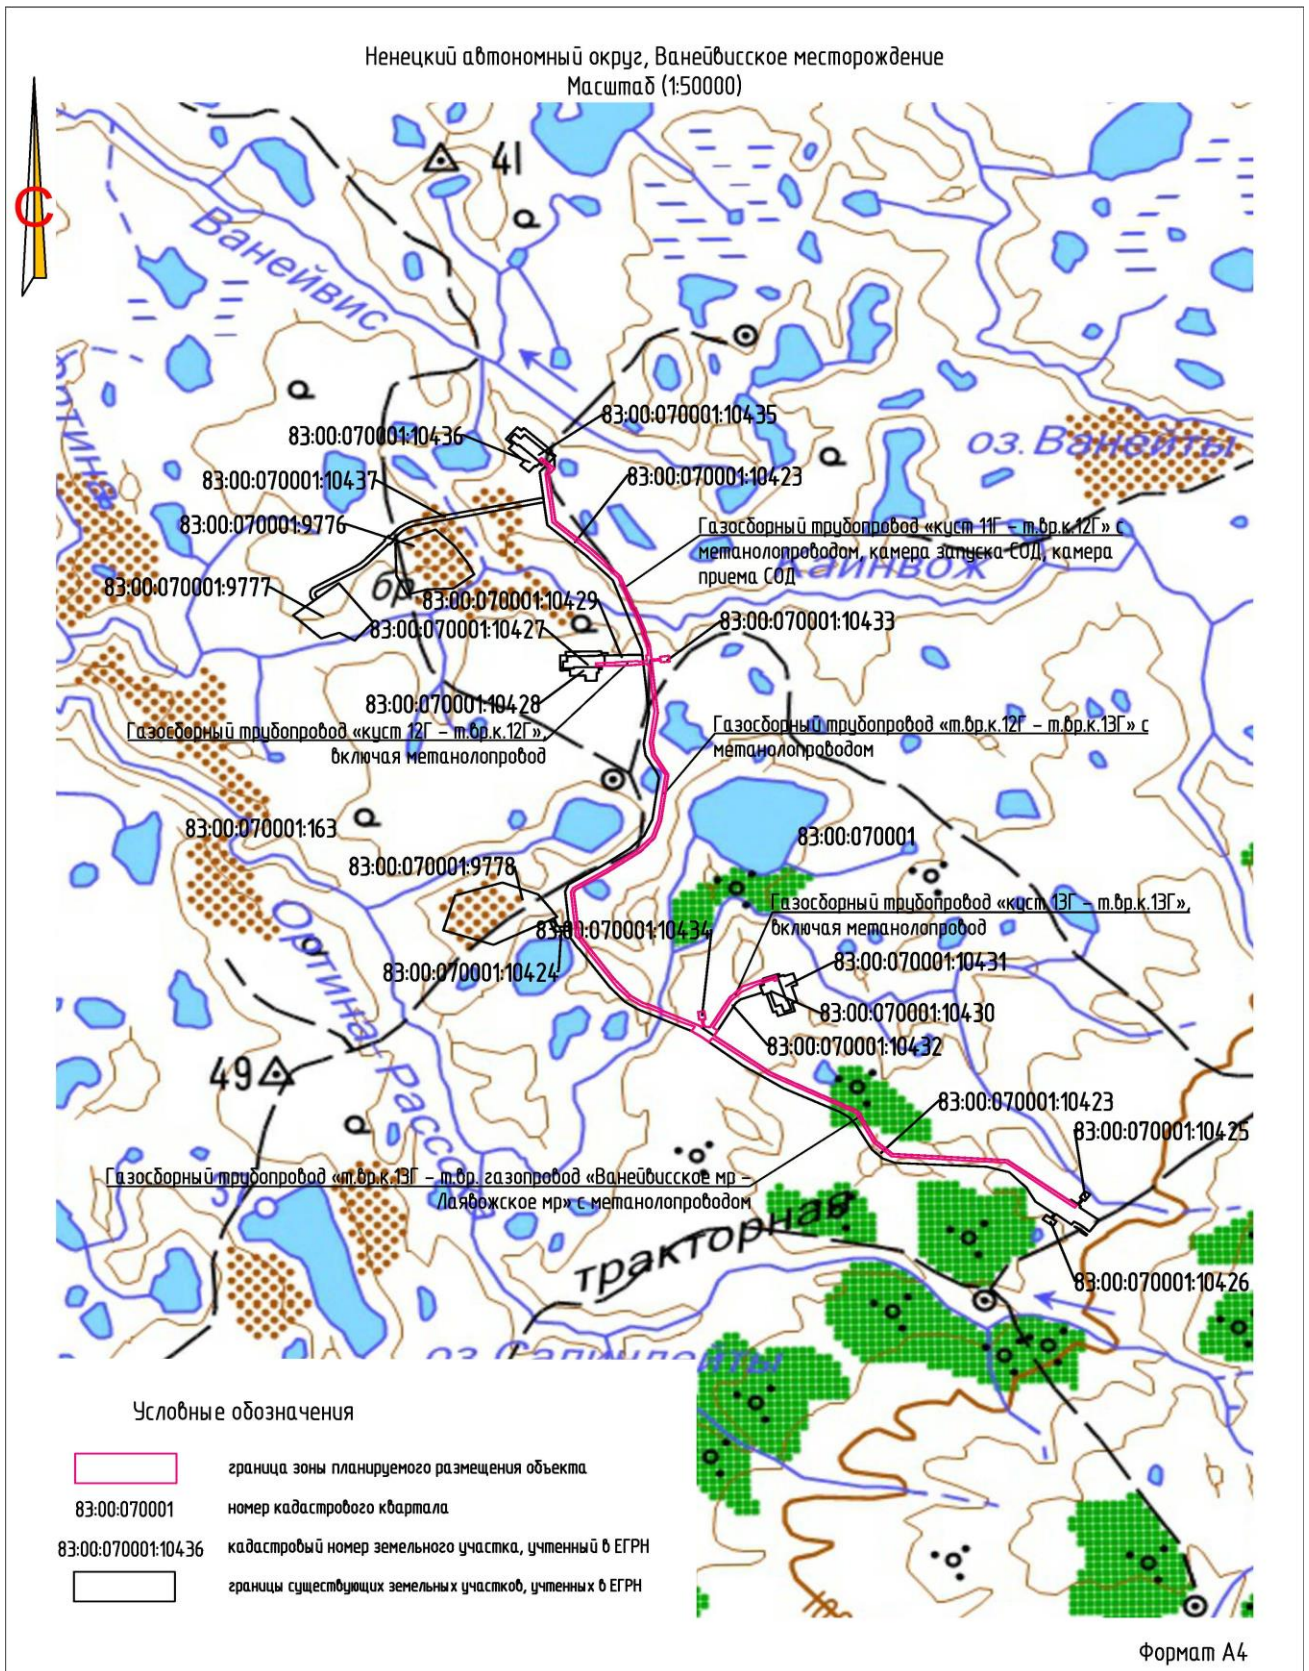 Ненецкий автономный округ, Ванейвисское месторождение
Масштаб (1:50000)
С
41
Ванейвис
83:00:070001:10435
83:00:070001:10436
оз. Ванейты
83:00:070001:10437
83:00:070001:10423
83:00:070001:9776
Газосборный трубопровод «куст 11Г – т.вр.к.12Г» с
метанолопроводом, камера запуска СОД, камера
приема СОД
Каинвож
83:00:070001:9777
бр.
83:00:070001:10429
83:00:070001:10427
83:00:070001:10433
83:00:070001:10428
Газосборный трубопровод «куст 12Г – т.вр.к.12Г»,
включая метанолопровод
Газосборный трубопровод «т.вр.к.12Г – т.вр.к.13Г» с
метанолопроводом
83:00:070001:163
83:00:070001
83:00:070001:9778
Газосборный трубопровод «куст 13Г – т.вр.к.13Г»,
включая метанолопровод
83:00:070001:10434
83:00:070001:10424
83:00:070001:10431
83:00:070001:10430
83:00:070001:10432
Ортина
49
83:00:070001:10423
83:00:070001:10425
Газосборный трубопровод «т.вр.к.13Г – т.вр. газопровод «Ванейвисское мр –
Лаявожское мр» с метанолопроводом
тракторная
83:00:070001:10426
Условные обозначения
граница зоны планируемого размещения объекта
83:00:070001 номер кадастрового квартала
83:00:070001:10436 кадастровый номер земельного участка, учтенный в ЕГРН
границы существующих земельных участков, учтенных в ЕГРН
Формат А4